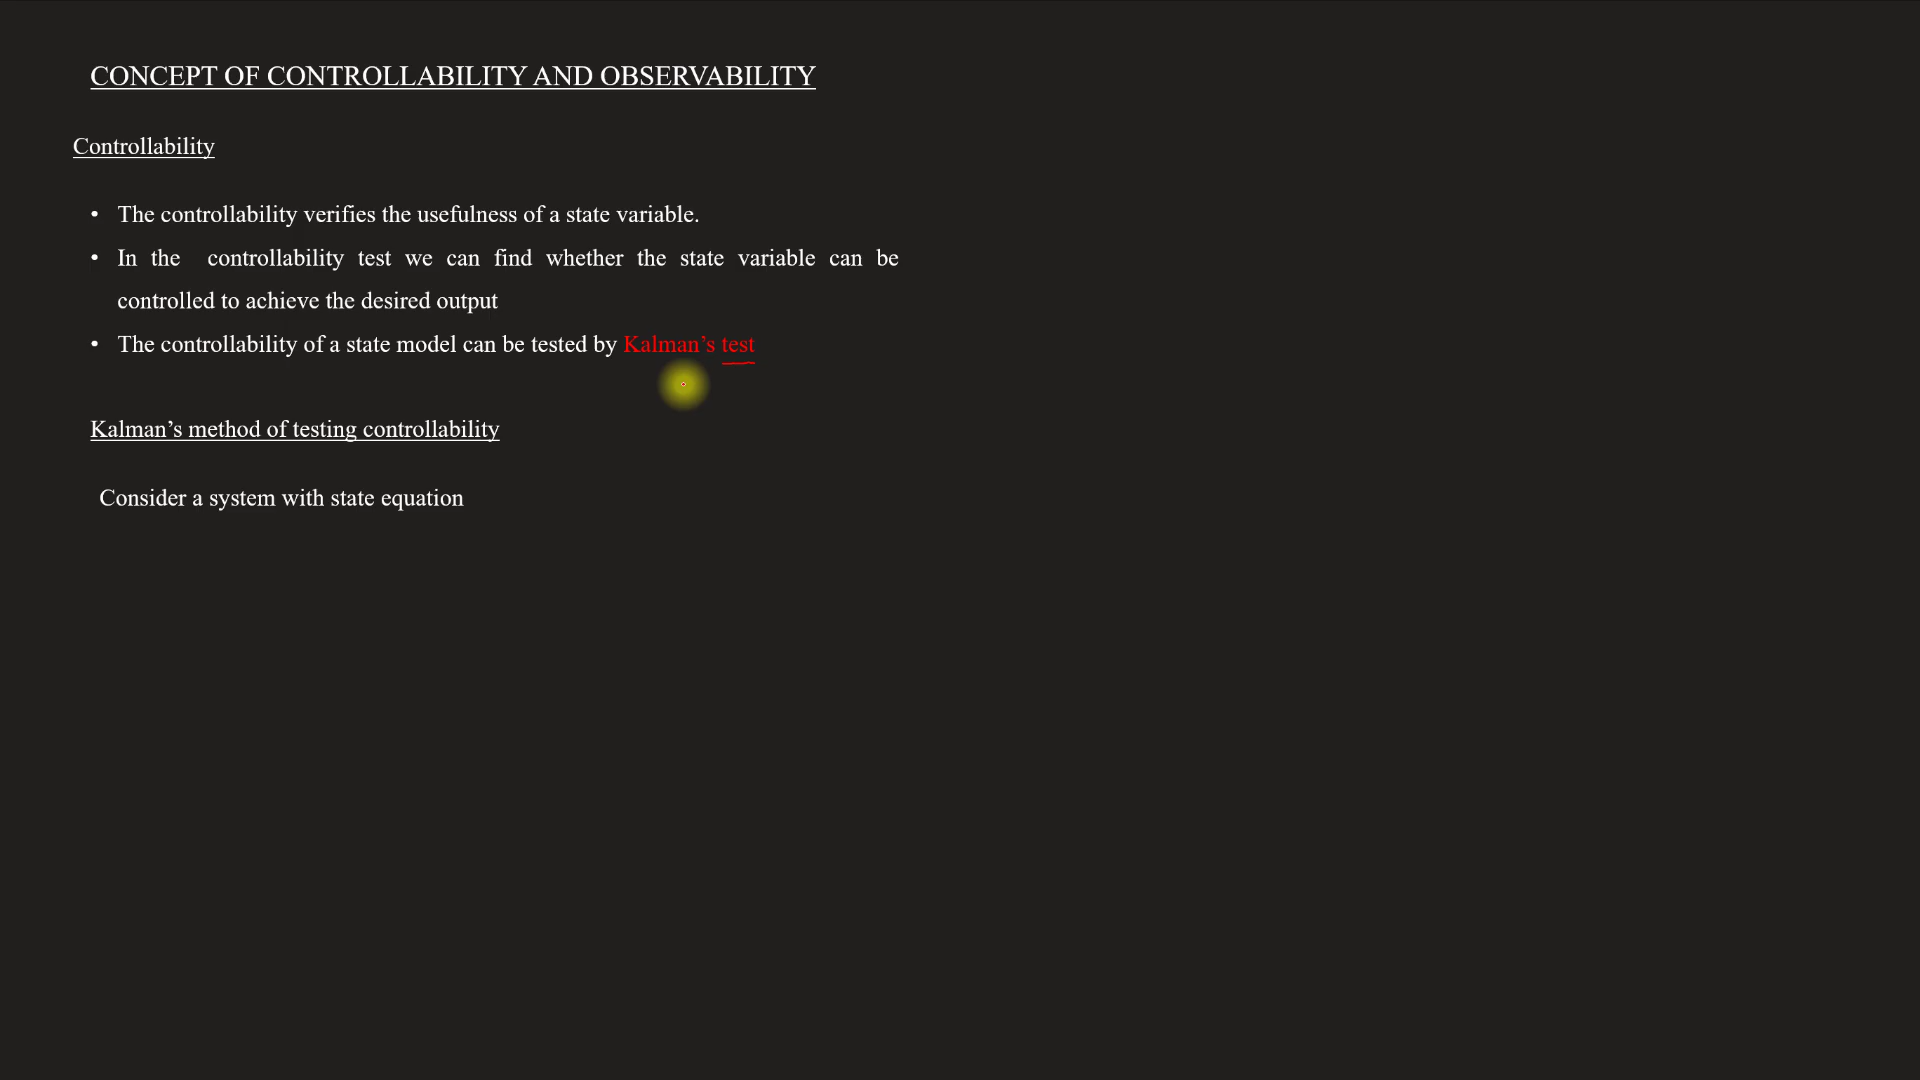 CONCEPT OF CONTROLLABILITY AND OBSERVABILITY
Controllability
• The controllability verifies the usefulness of a state variable.
• In the controllability test we can find whether the state variable can be
controlled to achieve the desired output
• The controllability of a state model can be tested by Kalman’s test
Kalman’s method of testing controllability
Consider a system with state equation